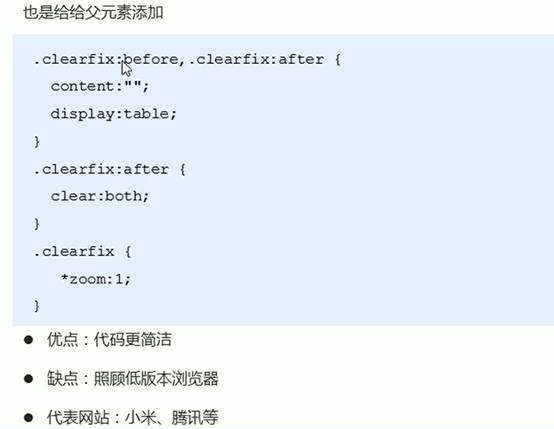 也是给给父元素添加
.clearfix:before,.clearfix:after {
content:"";
display:table;
}
.clearfix:after {
clear:both;
}
.clearfix {
*zoom:1;
}
● 优点：代码更简洁
● 缺点：照顾低版本浏览器
● 代表网站：小米、腾讯等